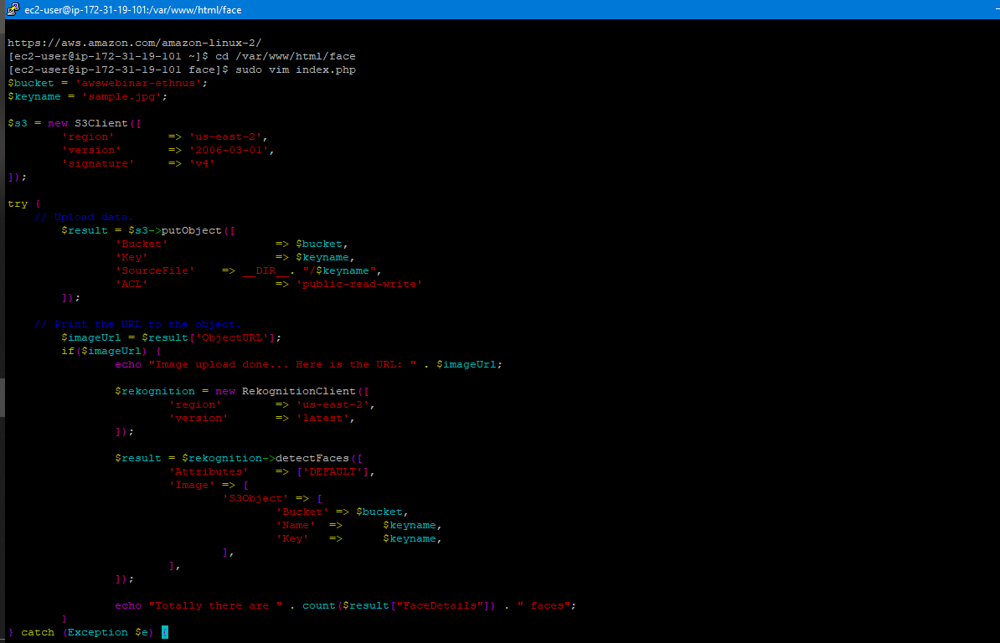 ec2-user@ip-172-31-19-101:/var/www/html/face
https://aws.amazon.com/amazon-linux-2/
[ec2-user@ip-172-31-19-101 ~]$ cd /var/www/html/face
[ec2-user@ip-172-31-19-101 face]$ sudo vim index.php
$bucket = 'awswebinar-ethnus';
$keyname = 'sample.jpg';
$s3 = new S3Client([
'region' => 'us-east-2',
'version' => '2006-03-01',
'signature' => 'v4'
]);
try {
// Upload data.
$result = $s3->putObject([
'Bucket' => $bucket,
'Key' => $keyname,
'SourceFile' => __DIR__. "/$keyname",
'ACL' => 'public-read-write'
]);
// Print the URL to the object.
$imageUrl = $result['ObjectURL'];
if($imageUrl) {
echo "Image upload done... Here is the URL: " . $imageUrl;
$rekognition = new RekognitionClient([
'region' => 'us-east-2',
'version' => 'latest',
]);
$result = $rekognition->detectFaces([
'Attributes' => ['DEFAULT'],
'Image' => [
'S3Object' => [
'Bucket' => $bucket,
'Name' => $keyname,
'Key' => $keyname,
],
],
]);
echo "Totally there are " . count($result["FaceDetails"]) . " faces";
}
} catch (Exception $e) {